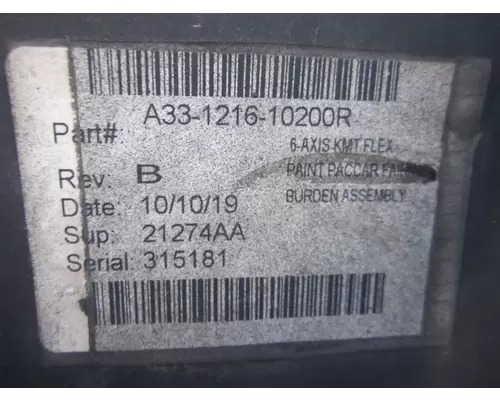 Part#: A33-1216-10200R
6-AXIS KMT FLEX
Rev: B PAINT PACCAR
Date: 10/10/19 BURDEN ASSEMBLY
Sup: 21274AA
Serial: 315181